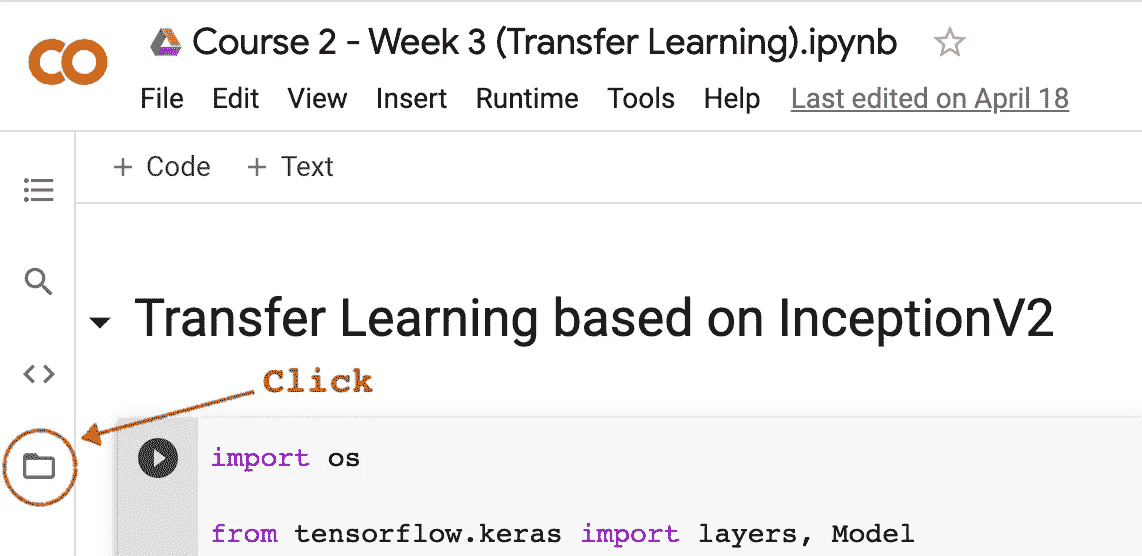 CO
Course 2 - Week 3 (Transfer Learning).ipynb
File Edit View Insert Runtime Tools Help Last edited on April 18
+ Code + Text
Transfer Learning based on InceptionV2
Click
import os
from tensorflow.keras import layers, Model